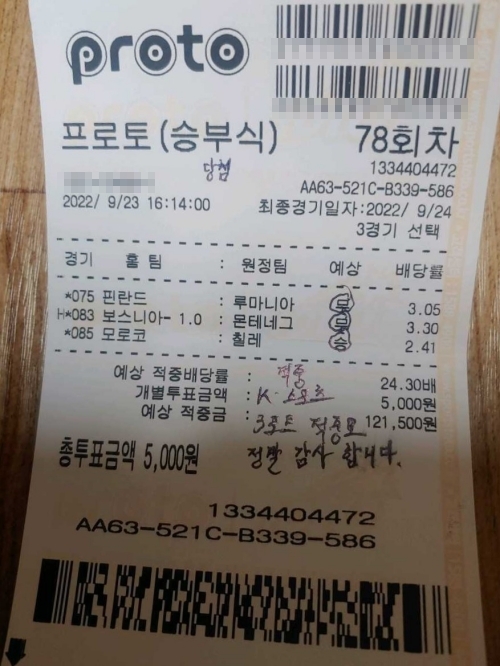 proto
프로토(승부식) 78회차
당첨
1334404472
AA63-521C-B339-586
2022/ 9/23 16:14:00 최종경기일자:2022/ 9/24
3경기 선택
경기 홈 팀 : 원정팀 예상 배당률
*075 핀란드 : 루마니아 3.05
H*083 보스니아- 1.0 : 몬테네그 3.30
*085 모로코 : 칠레 승 2.41
예상 적중배당률 : 24.30배
적중
개별투표금액 : 5,000원
K.스포츠
예상 적중금 : 121,500원
적중
총투표금액 5,000원
정말 감사 합니다.
1334404472
AA63-521C-B339-586